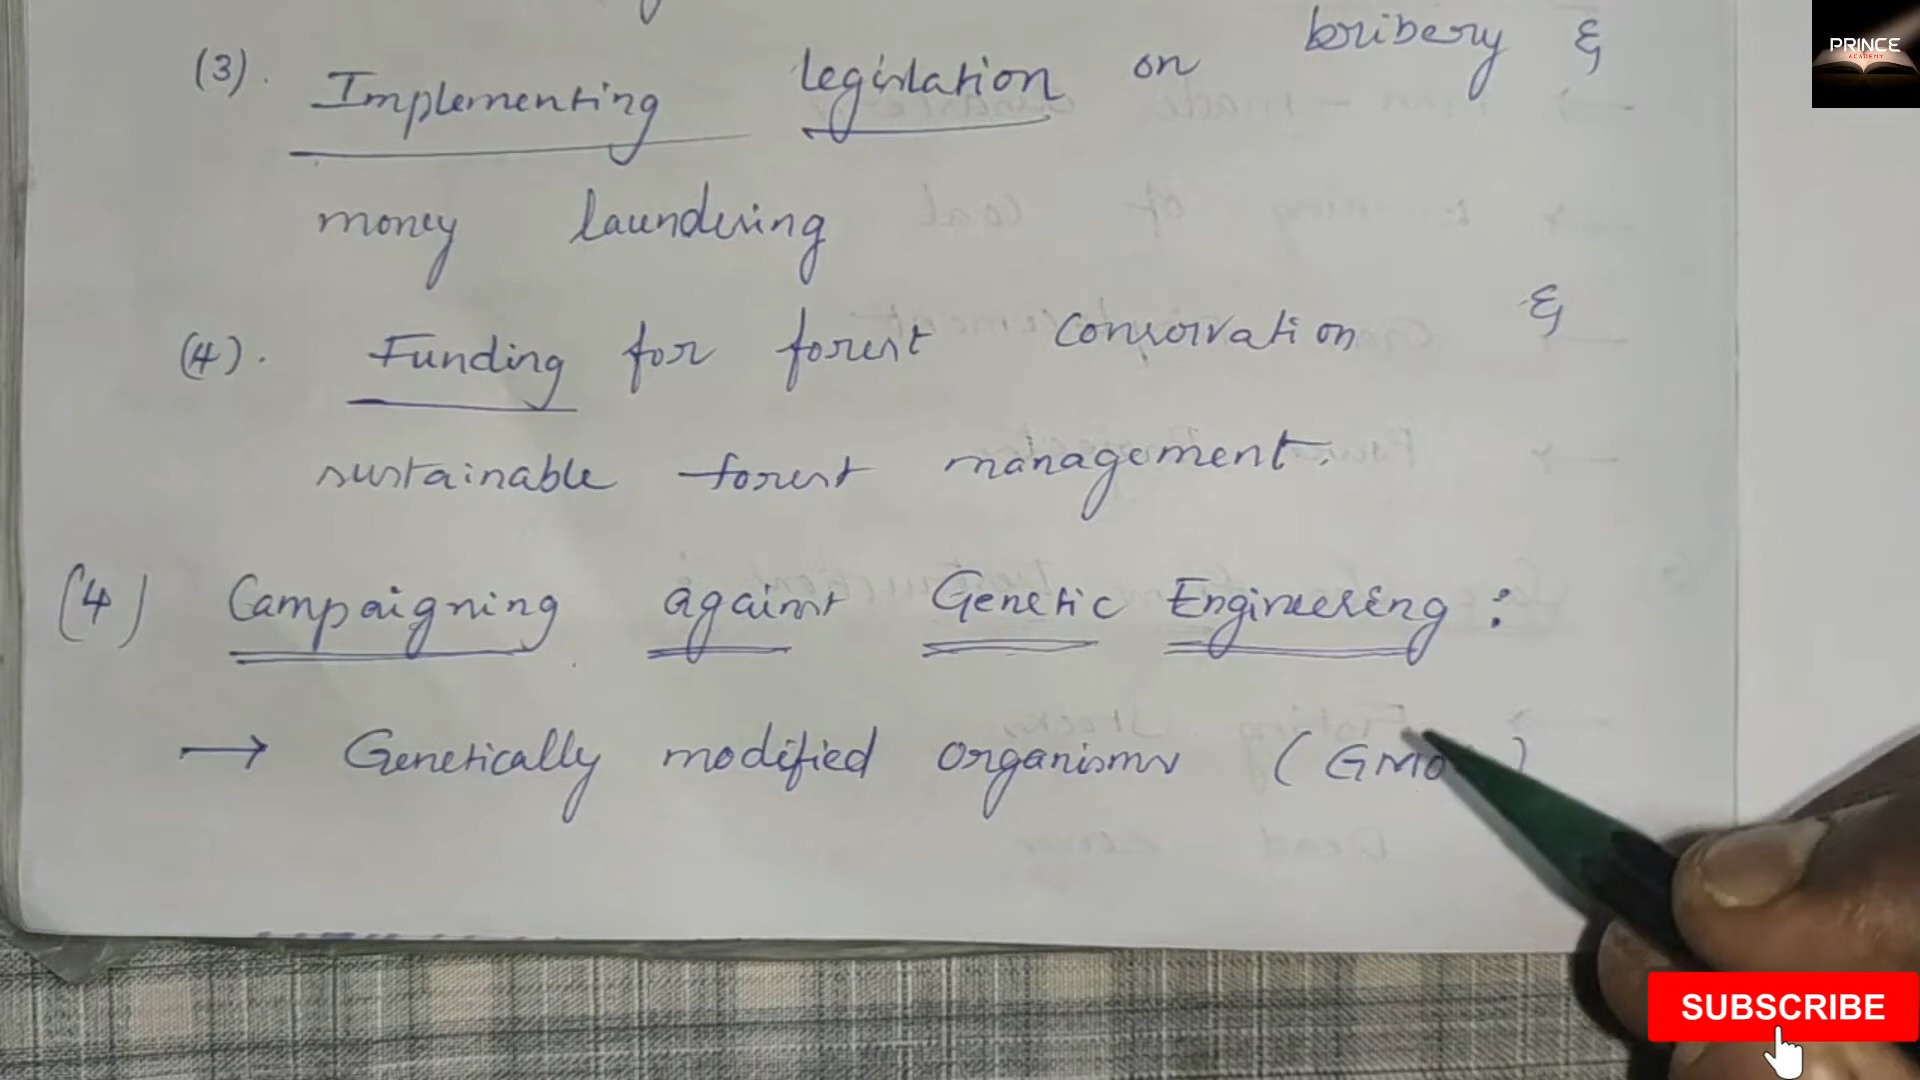 (3). Implementing legislation on bribery &
money laundering
(4). Funding for forest conservation &
sustainable forest management.
(4) Campaigning against Genetic Engineering :
→ Genetically modified organisms (GMO )
PRINCE
ACADEMY
SUBSCRIBE